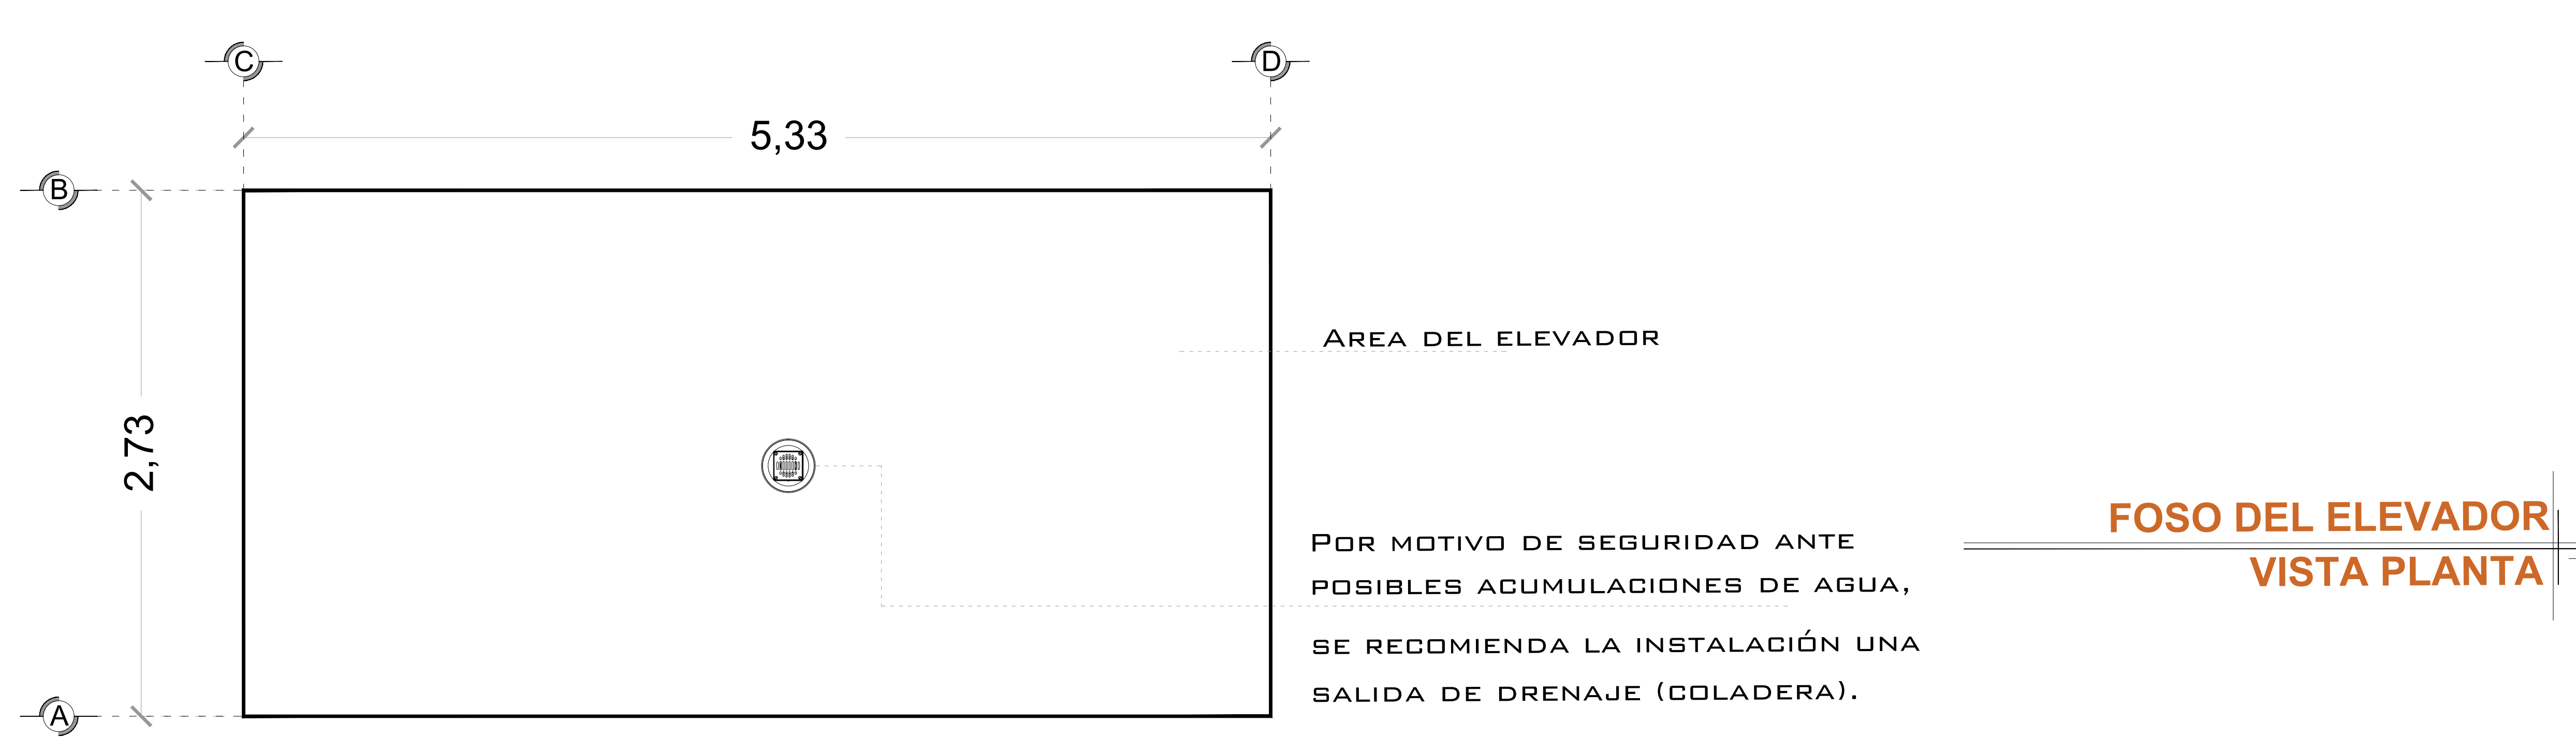 C
D
5,33
B
2,73
A
Area del elevador
Por motivo de seguridad ante
posibles acumulaciones de agua,
se recomienda la instalación una
salida de drenaje (coladera).
FOSO DEL ELEVADOR
VISTA PLANTA